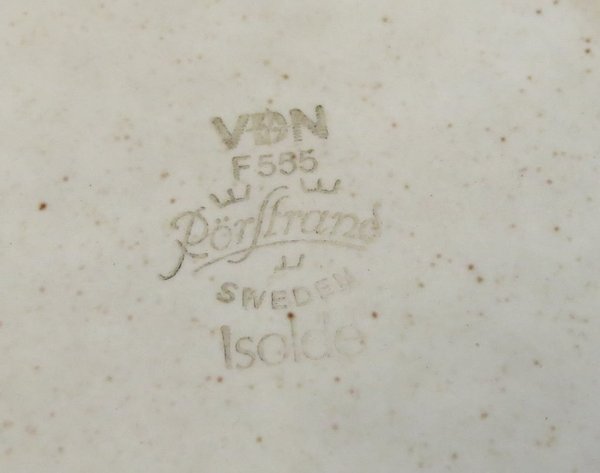 VDN
F555
Rörstrand
SWEDEN
Isolde